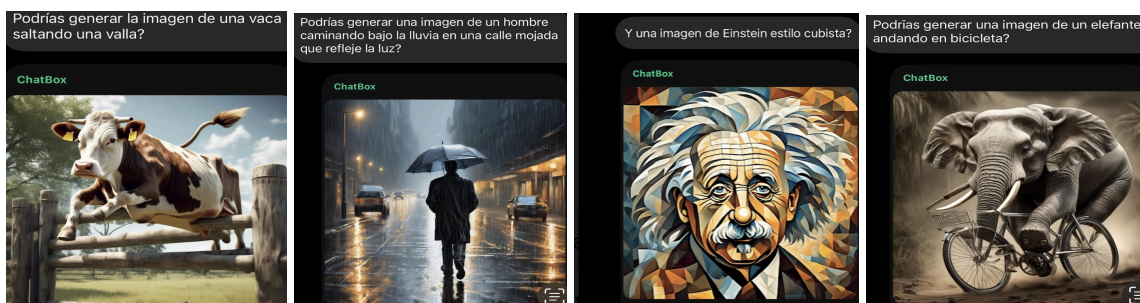 Podrías generar la imagen de una vaca
saltando una valla?
ChatBox
Podrías generar una imagen de un hombre
caminando bajo la lluvia en una calle mojada
que refleje la luz?
ChatBox
Y una imagen de Einstein estilo cubista?
ChatBox
Podrías generar una imagen de un elefante
andando en bicicleta?
ChatBox